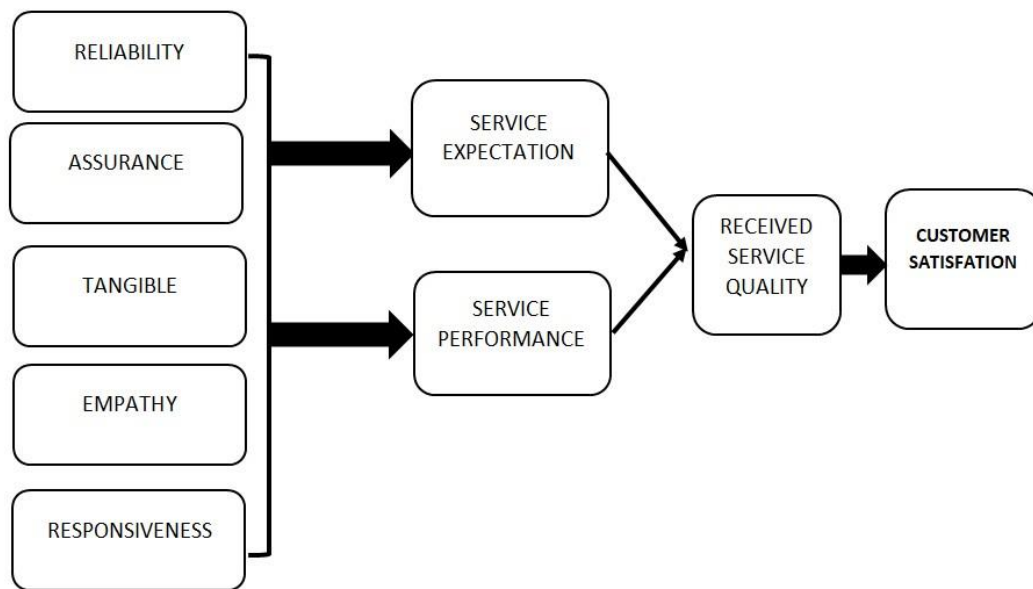 RELIABILITY
ASSURANCE
TANGIBLE
EMPATHY
RESPONSIVENESS
SERVICE
EXPECTATION
SERVICE
PERFORMANCE
RECEIVED
SERVICE
QUALITY
CUSTOMER
SATISFATION